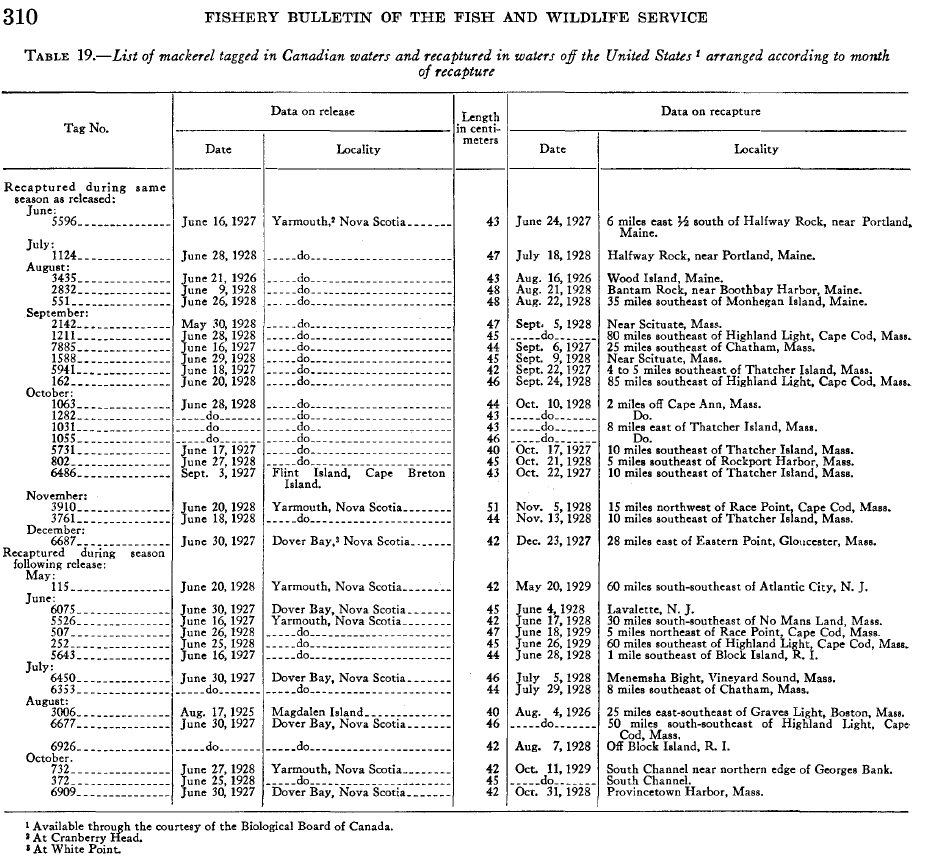 310 FISHERY BULLETIN OF THE FISH AND WILDLIFE SERVICE
TABLE 19.—List of mackerel tagged in Canadian waters and recaptured in waters off the United States ¹ arranged according to month
of recapture
Tag No. Data on release Length in centi-meters Data on recapture
Date Locality Date Locality
Recaptured during same
season as released:
June:
5596 June 16, 1927 Yarmouth,² Nova Scotia 43 June 24, 1927 6 miles east ½ south of Halfway Rock, near Portland,
Maine.
July:
1124 June 28, 1928 do 47 July 18, 1928 Halfway Rock, near Portland, Maine.
August:
3435 June 21, 1926 do 43 Aug. 16, 1926 Wood Island, Maine.
2832 June 9, 1928 do 48 Aug. 21, 1928 Bantam Rock, near Boothbay Harbor, Maine.
551 June 26, 1928 do 48 Aug. 22, 1928 35 miles southeast of Monhegan Island, Maine.
September:
2142 May 30, 1928 do 47 Sept. 5, 1928 Near Scituate, Mass.
1211 June 28, 1928 do 45 do 80 miles southeast of Highland Light, Cape Cod, Mass.
7885 June 16, 1927 do 44 Sept. 6, 1927 25 miles southeast of Chatham, Mass.
1588 June 29, 1928 do 45 Sept. 9, 1928 Near Scituate, Mass.
5941 June 18, 1927 do 42 Sept. 22, 1927 4 to 5 miles southeast of Thatcher Island, Mass.
162 June 20, 1928 do 46 Sept. 24, 1928 85 miles southeast of Highland Light, Cape Cod, Mass.
October:
1063 June 28, 1928 do 44 Oct. 10, 1928 2 miles off Cape Ann, Mass.
1282 do do 43 do Do.
1031 do do 43 do 8 miles east of Thatcher Island, Mass.
1055 do do 46 do Do.
5731 June 17, 1927 do 40 Oct. 17, 1927 10 miles southeast of Thatcher Island, Mass.
802 June 27, 1928 do 45 Oct. 21, 1928 5 miles southeast of Rockport Harbor, Mass.
6486 Sept. 3, 1927 Flint Island, Cape Breton 43 Oct. 22, 1927 10 miles southeast of Thatcher Island, Mass.
Island.
November:
3910 June 20, 1928 Yarmouth, Nova Scotia 51 Nov. 5, 1928 15 miles northwest of Race Point, Cape Cod, Mass.
3761 June 18, 1928 do 44 Nov. 13, 1928 10 miles southeast of Thatcher Island, Mass.
December:
6687 June 30, 1927 Dover Bay,³ Nova Scotia 42 Dec. 23, 1927 28 miles east of Eastern Point, Gloucester, Mass.
Recaptured during season
following release:
May:
115 June 20, 1928 Yarmouth, Nova Scotia 42 May 20, 1929 60 miles south-southeast of Atlantic City, N. J.
June:
6075 June 30, 1927 Dover Bay, Nova Scotia 45 June 4, 1928 Lavalette, N. J.
5526 June 16, 1927 Yarmouth, Nova Scotia 42 June 17, 1928 30 miles south-southeast of No Mans Land, Mass.
507 June 26, 1928 do 47 June 18, 1929 5 miles northeast of Race Point, Cape Cod, Mass.
252 June 25, 1928 do 45 June 26, 1929 60 miles southeast of Highland Light, Cape Cod, Mass.
5643 June 16, 1927 do 44 June 28, 1928 1 mile southeast of Block Island, R. I.
July:
6450 June 30, 1927 Dover Bay, Nova Scotia 46 July 5, 1928 Menemsha Bight, Vineyard Sound, Mass.
6353 do do 44 July 29, 1928 8 miles southeast of Chatham, Mass.
August:
3006 Aug. 17, 1925 Magdalen Island 40 Aug. 4, 1926 25 miles east-southeast of Graves Light, Boston, Mass.
6677 June 30, 1927 Dover Bay, Nova Scotia 46 do 50 miles south-southeast of Highland Light, Cape
Cod, Mass.
6926 do do 42 Aug. 7, 1928 Off Block Island, R. I.
October.
732 June 27, 1928 Yarmouth, Nova Scotia 42 Oct. 11, 1929 South Channel near northern edge of Georges Bank.
372 June 25, 1928 do 45 do South Channel.
6909 June 30, 1927 Dover Bay, Nova Scotia 42 Oct. 31, 1928 Provincetown Harbor, Mass.
¹ Available through the courtesy of the Biological Board of Canada.
² At Cranberry Head.
³ At White Point.